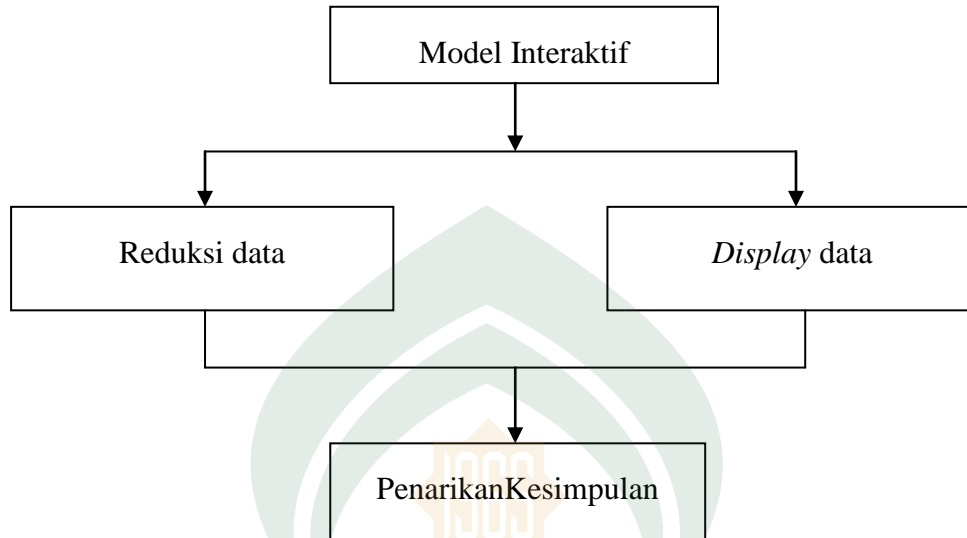 Model Interaktif
Reduksi data
Display data
PenarikanKesimpulan